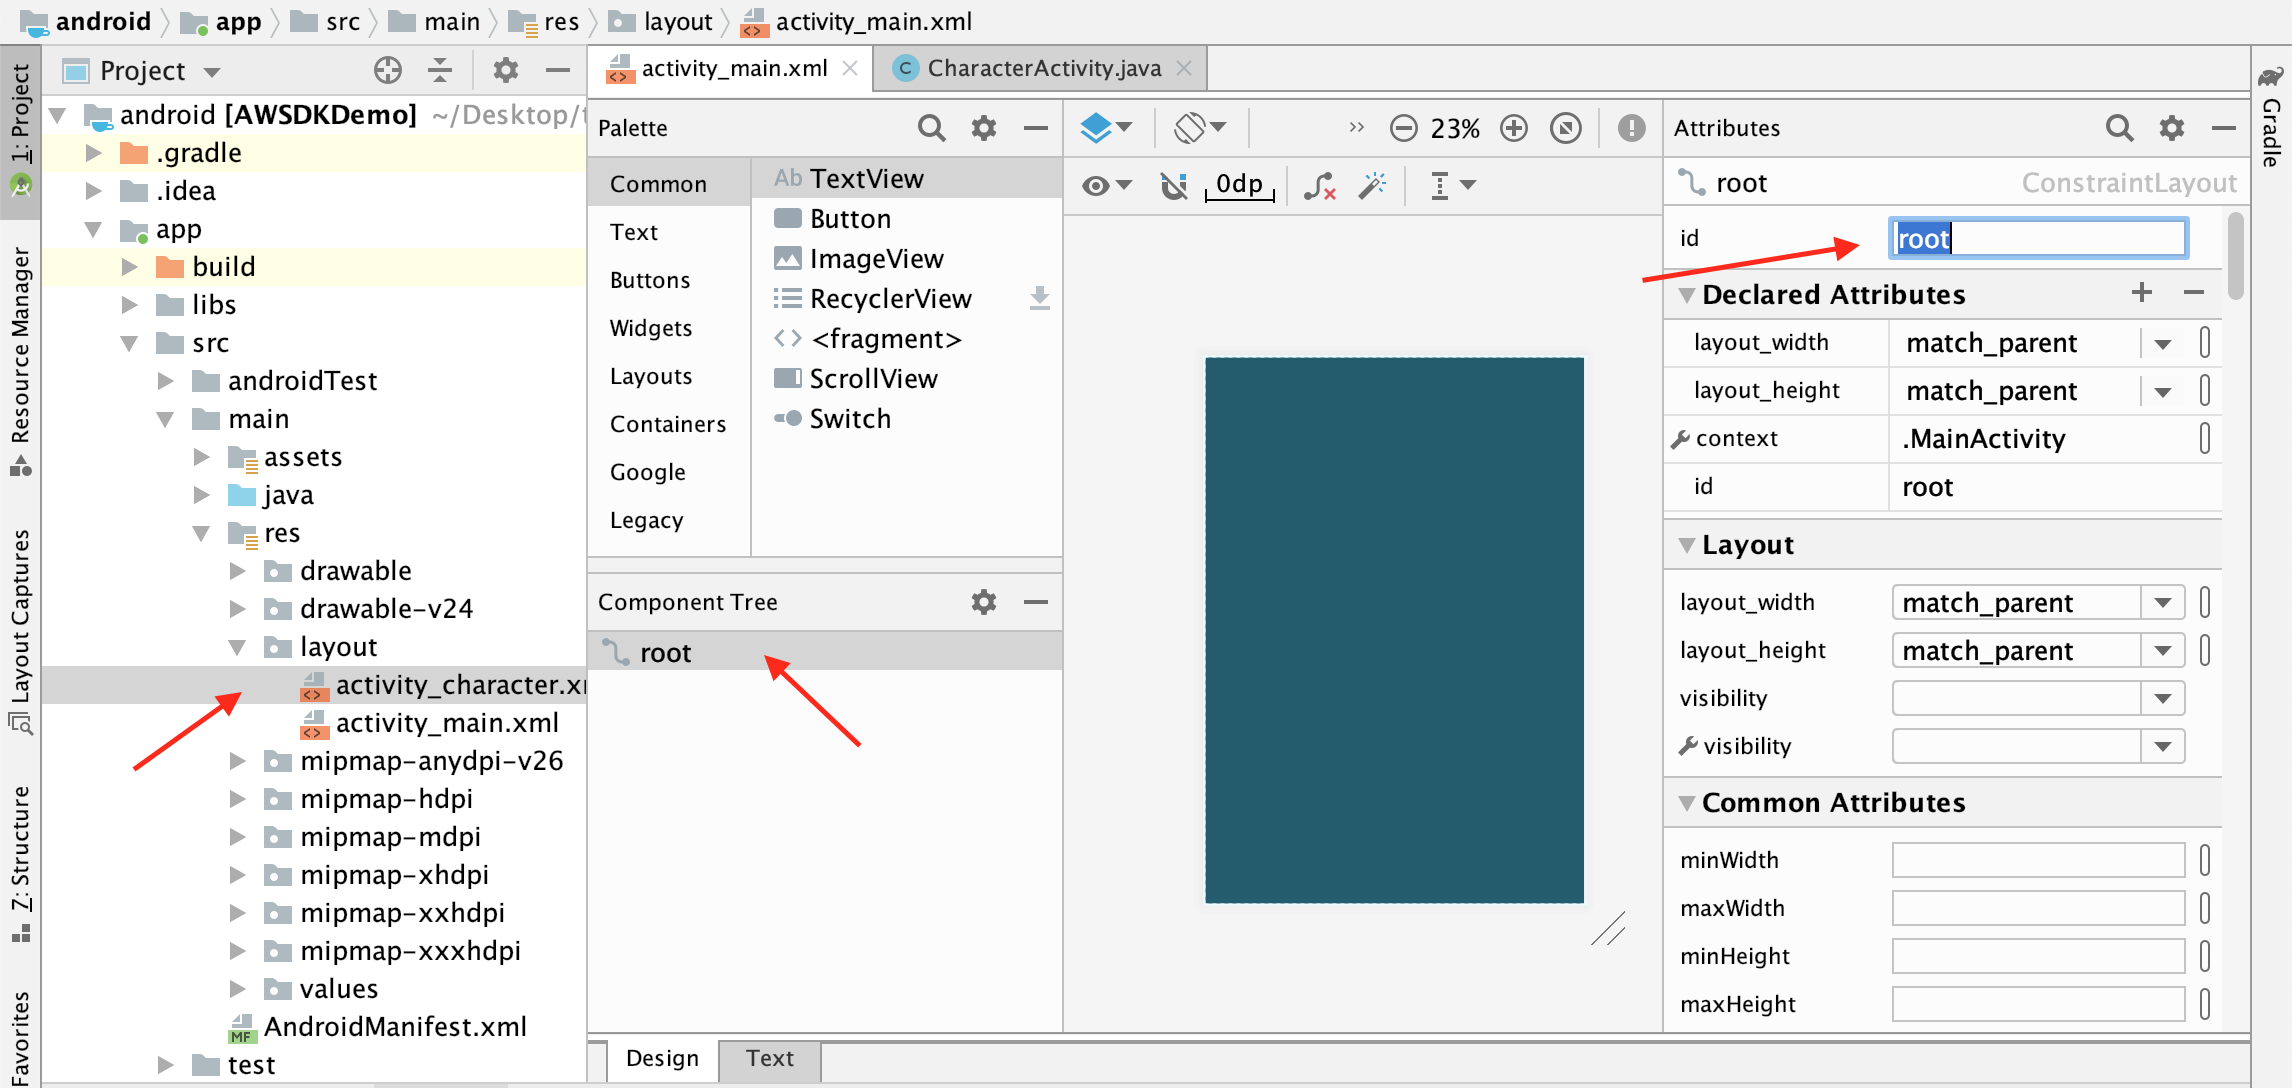 android app src main res layout activity_main.xml
1: Project
Resource Manager
Layout Captures
7: Structure
Favorites
Project
android [AWSDKDemo] ~/Desktop/
.gradle
.idea
app
build
libs
src
androidTest
main
assets
java
res
drawable
drawable-v24
layout
activity_character.x
activity_main.xml
mipmap-anydpi-v26
mipmap-hdpi
mipmap-mdpi
mipmap-xhdpi
mipmap-xxhdpi
mipmap-xxxhdpi
values
AndroidManifest.xml
test
activity_main.xml
CharacterActivity.java
Palette
Common
Text
Buttons
Widgets
Layouts
Containers
Google
Legacy
Ab TextView
Button
ImageView
RecyclerView
<fragment>
ScrollView
Switch
Component Tree
root
23%
0dp
Design
Text
Attributes
root ConstraintLayout
id root
Declared Attributes
layout_width match_parent
layout_height match_parent
context .MainActivity
id root
Layout
layout_width match_parent
layout_height match_parent
visibility
visibility
Common Attributes
minWidth
maxWidth
minHeight
maxHeight
Gradle